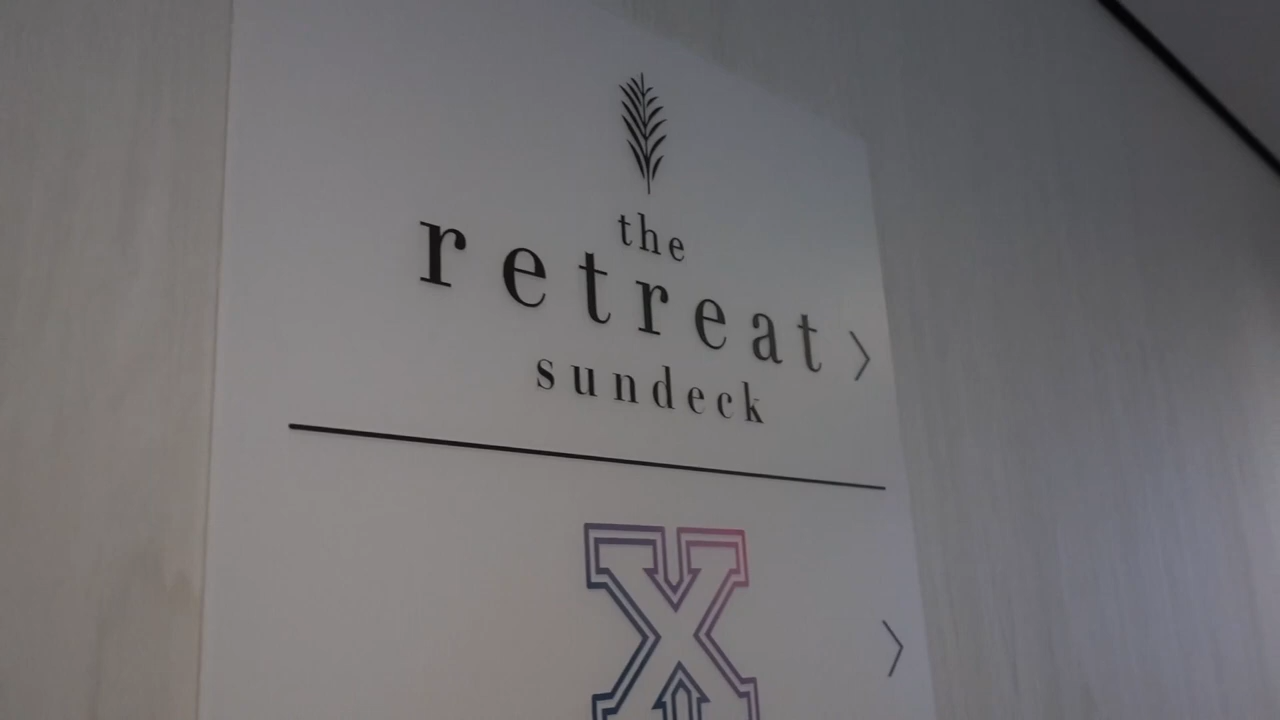 the
retreat >
sundeck
X >